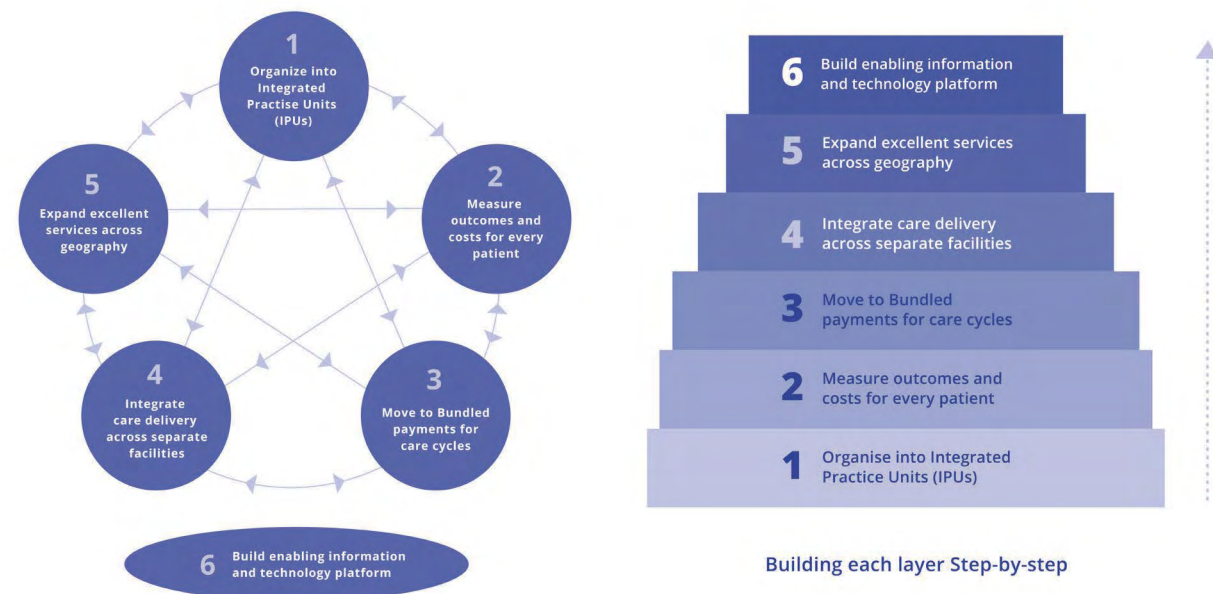 1
Organize into
Integrated
Practise Units
(IPUs)
2
Measure
outcomes and
costs for every
patient
3
Move to Bundled
payments for
care cycles
4
Integrate
care delivery
across separate
facilities
5
Expand excellent
services across
geography
6
Build enabling information
and technology platform
6
Build enabling information
and technology platform
5
Expand excellent services
across geography
4
Integrate care delivery
across separate facilities
3
Move to Bundled
payments for care cycles
2
Measure outcomes and
costs for every patient
1
Organise into Integrated
Practice Units (IPUs)
Building each layer Step-by-step